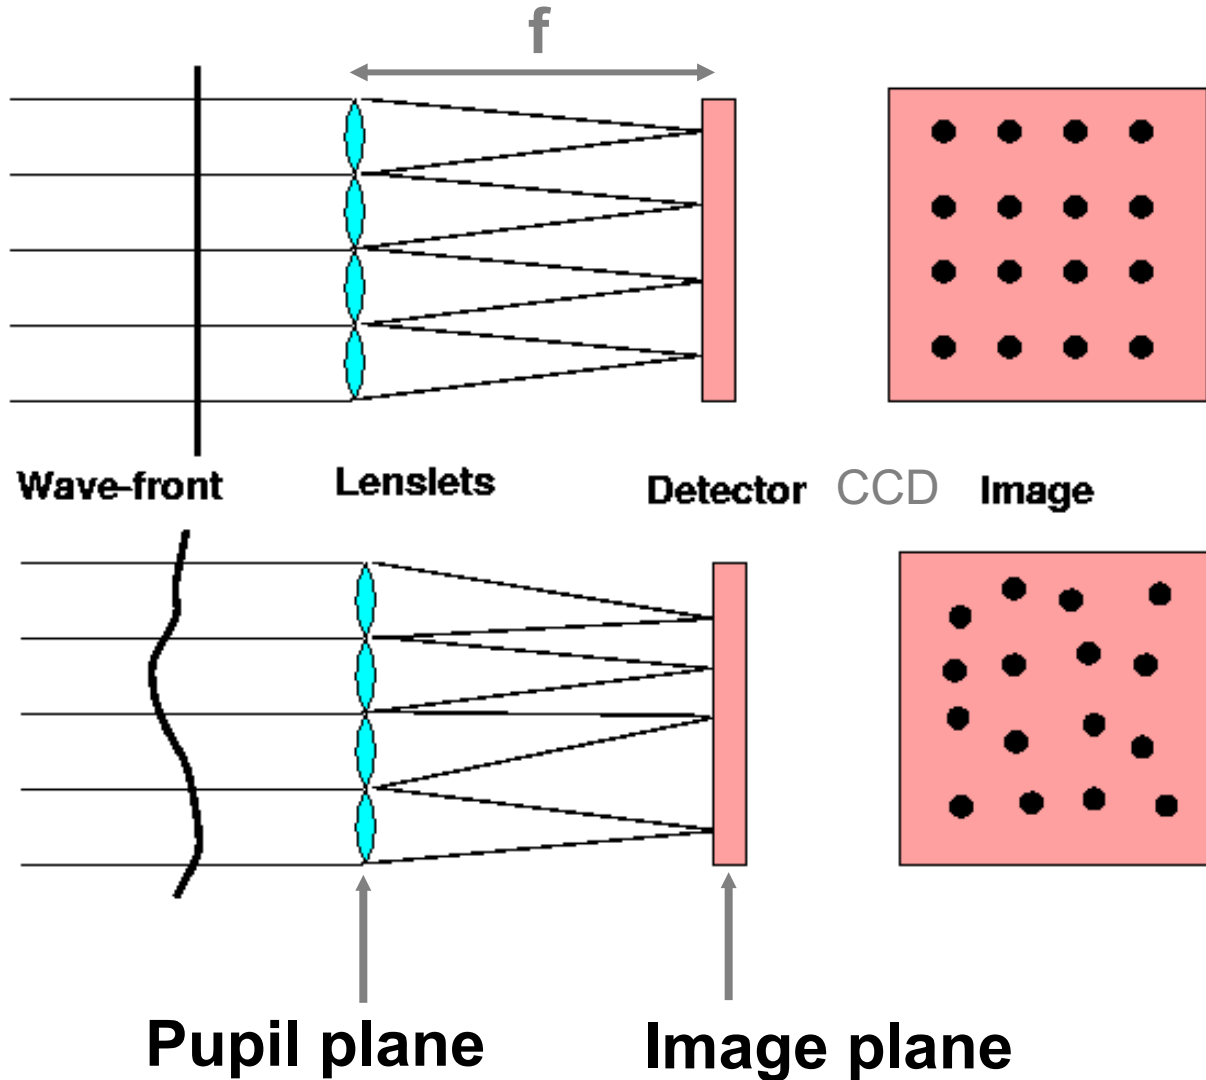 f
Wave-front
Lenslets
Detector
CCD
Image
Pupil plane
Image plane